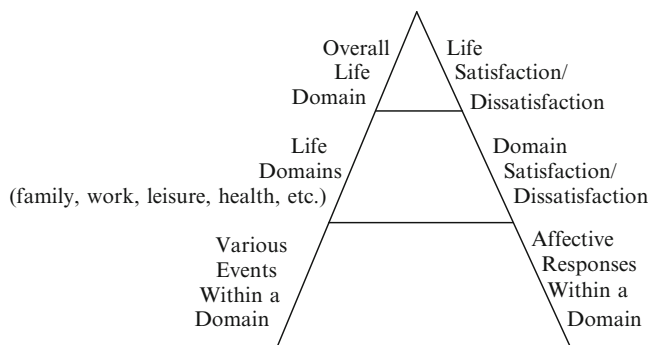 Overall
Life
Domain
Life
Satisfaction/
Dissatisfaction
Life
Domains
(family, work, leisure, health, etc.)
Domain
Satisfaction/
Dissatisfaction
Various
Events
Within a
Domain
Affective
Responses
Within a
Domain